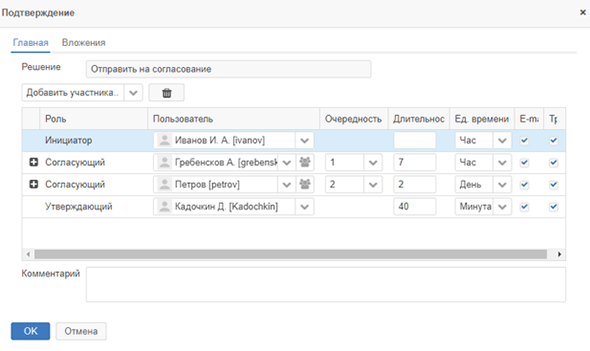 Подтверждение ×
Главная Вложения
Решение Отправить на согласование
Добавить участника..
Роль Пользователь Очередность Длительнос Ед. времени E-ma Тр
Инициатор Иванов И. А. [ivanov] Час
Согласующий Гребенсков А. [grebensk 1 7 Час
Согласующий Петров [petrov] 2 2 День
Утверждающий Кадочкин Д. [Kadochkin] 40 Минута
Комментарий
OK Отмена